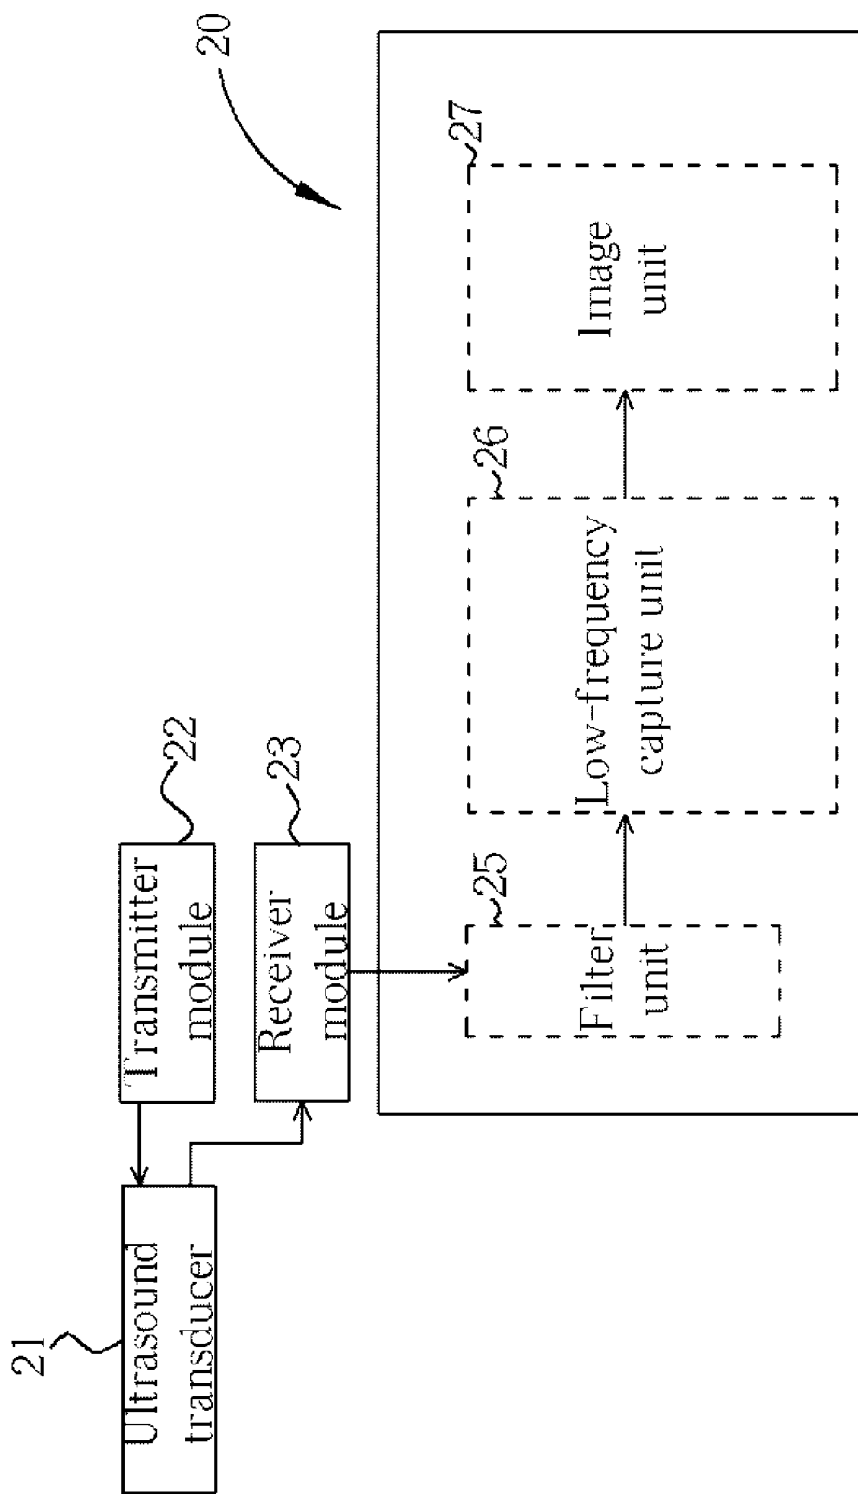 20
21
Ultrasound
transducer
Transmitter
module
22
Receiver
module
23
Filter
unit
25
Low-frequency
capture unit
26
Image
unit
27